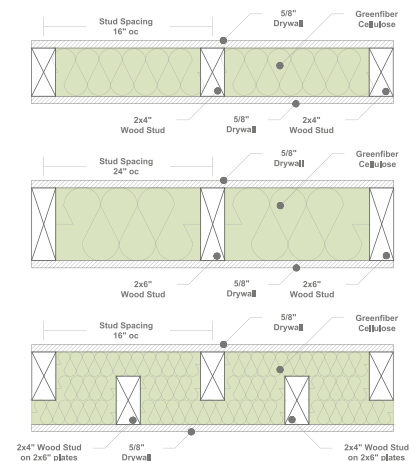 Stud Spacing
16" oc
5/8"
Drywall
Greenfiber
Cellulose
2x4"
Wood Stud
5/8"
Drywall
2x4"
Wood Stud
Stud Spacing
24" oc
5/8"
Drywall
Greenfiber
Cellulose
2x6"
Wood Stud
5/8"
Drywall
2x6"
Wood Stud
Stud Spacing
16" oc
5/8"
Drywall
Greenfiber
Cellulose
2x4" Wood Stud
on 2x6" plates
5/8"
Drywall
2x4" Wood Stud
on 2x6" plates